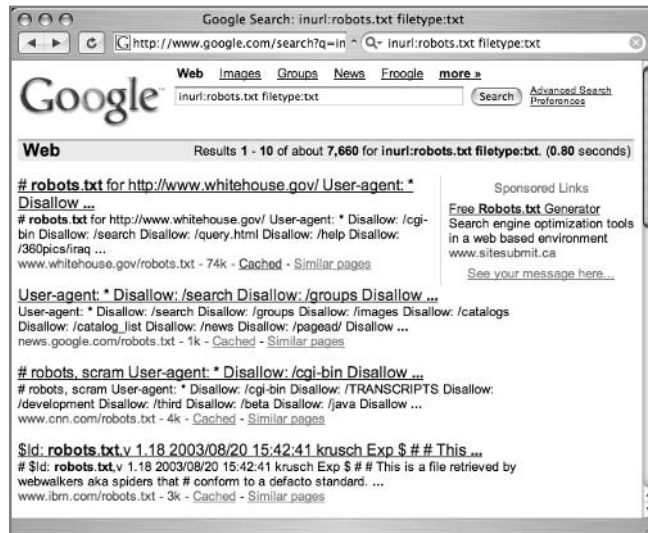 Google Search: inurl:robots.txt filetype:txt
http://www.google.com/search?q=in
inurl:robots.txt filetype:txt
Google
Web Images Groups News Froogle more »
inurl:robots.txt filetype:txt
Search
Advanced Search
Preferences
Web
Results 1 - 10 of about 7,660 for inurl:robots.txt filetype:txt. (0.80 seconds)
# robots.txt for http://www.whitehouse.gov/ User-agent: *
Disallow ...
# robots.txt for http://www.whitehouse.gov/ User-agent: * Disallow: /cgi-
bin Disallow: /search Disallow: /query.html Disallow: /help Disallow:
/360pics/iraq ...
www.whitehouse.gov/robots.txt - 74k - Cached - Similar pages
Sponsored Links
Free Robots.txt Generator
Search engine optimization tools
in a web based environment
www.sitesubmit.ca
See your message here...
User-agent: * Disallow: /search Disallow: /groups Disallow ...
User-agent: * Disallow: /search Disallow: /groups Disallow: /images Disallow: /catalogs
Disallow: /catalog_list Disallow: /news Disallow: /pagead/ Disallow ...
news.google.com/robots.txt - 1k - Cached - Similar pages
# robots, scram User-agent: * Disallow: /cgi-bin Disallow ...
# robots, scram User-agent: * Disallow: /cgi-bin Disallow: /TRANSCRIPTS Disallow:
/development Disallow: /third Disallow: /beta Disallow: /java Disallow ...
www.cnn.com/robots.txt - 4k - Cached - Similar pages
$Id: robots.txt,v 1.18 2003/08/20 15:42:41 krusch Exp $ # # This ...
# $Id: robots.txt,v 1.18 2003/08/20 15:42:41 krusch Exp $ # # This is a file retrieved by
webwalkers aka spiders that # conform to a defacto standard. ...
www.ibm.com/robots.txt - 3k - Cached - Similar pages